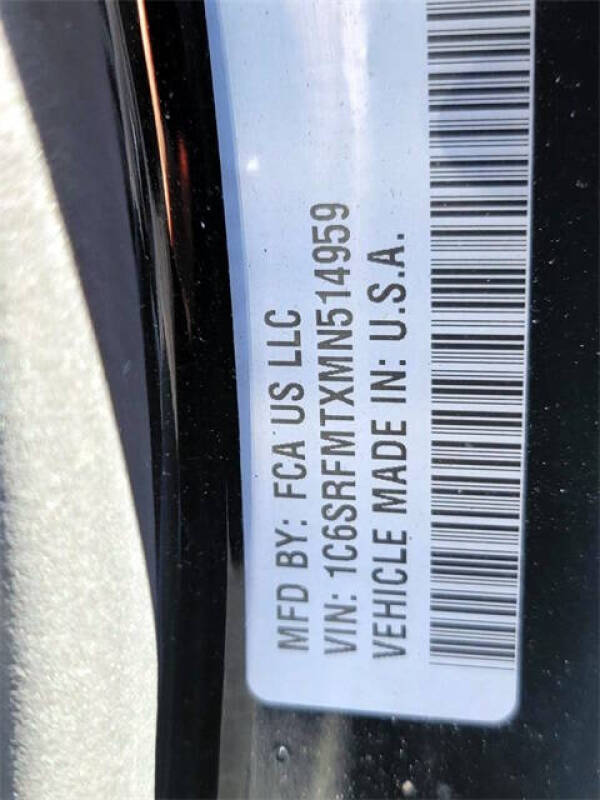 MFD BY: FCA US LLC
VIN: 1C6SRFMTXMN514959
VEHICLE MADE IN: U.S.A.